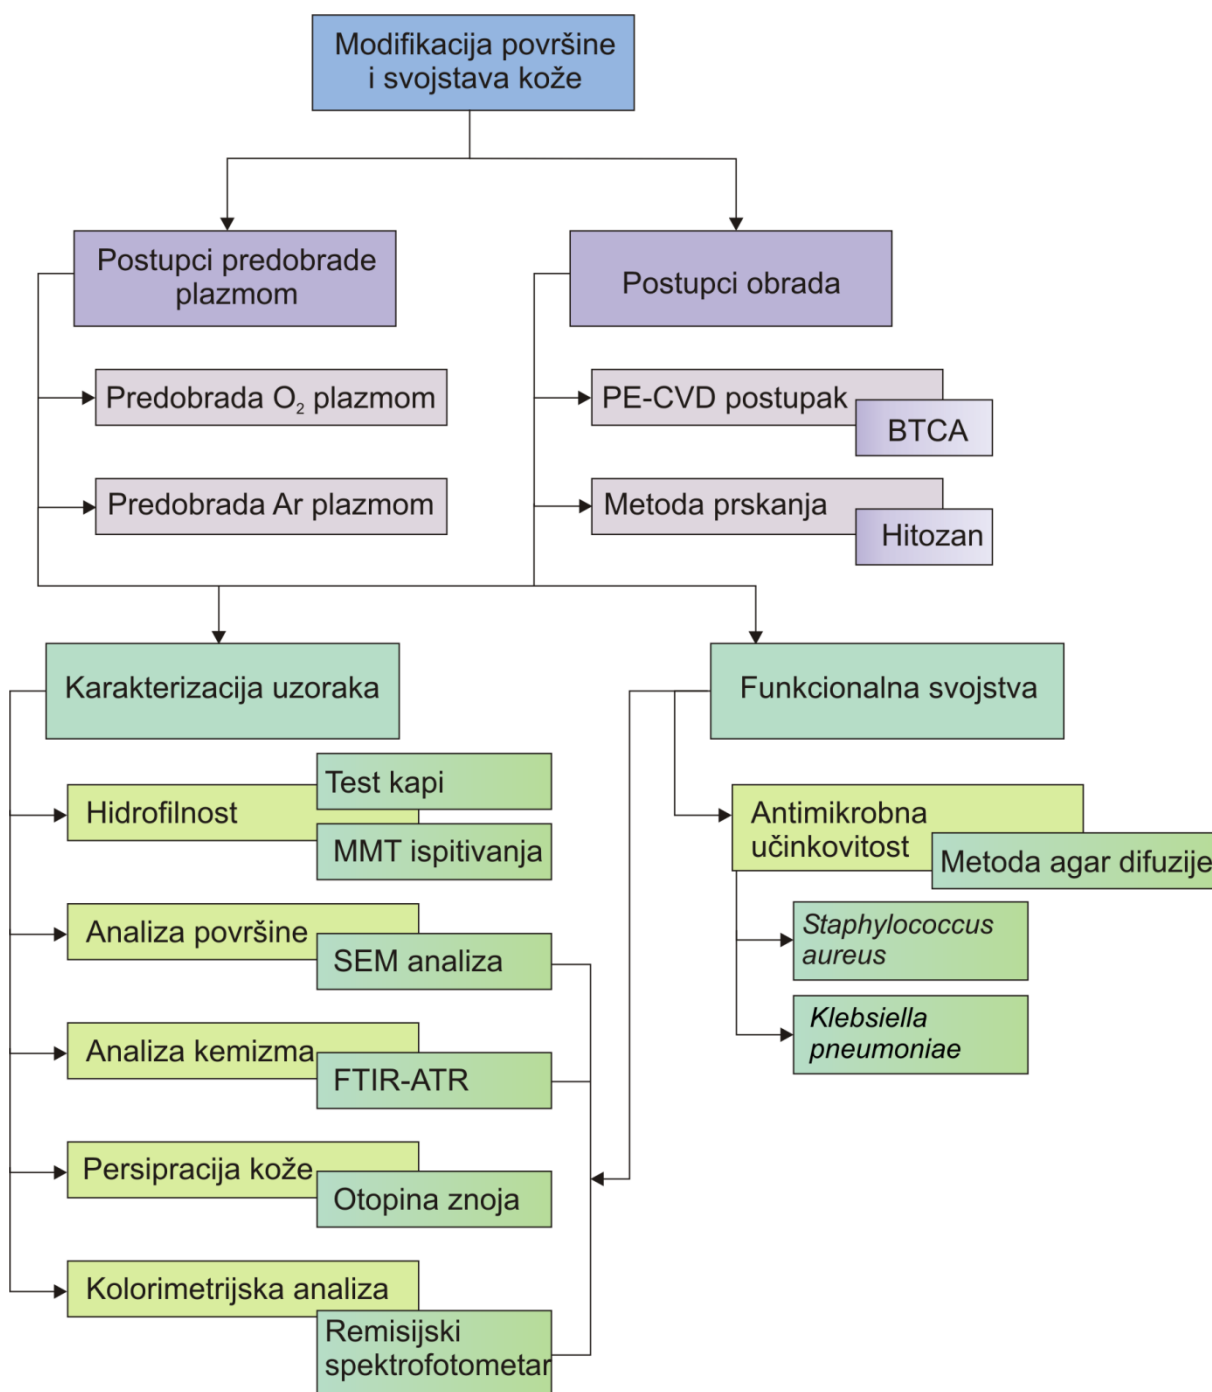 Modifikacija površine
i svojstava kože
Postupci predobrade
plazmom
Postupci obrada
Predobrada O₂ plazmom
PE-CVD postupak
BTCA
Predobrada Ar plazmom
Metoda prskanja
Hitozan
Karakterizacija uzoraka
Funkcionalna svojstva
Test kapi
Hidrofilnost
MMT ispitivanja
Antimikrobna
učinkovitost
Metoda agar difuzije
Analiza površine
SEM analiza
Staphylococcus
aureus
Analiza kemizma
FTIR-ATR
Klebsiella
pneumoniae
Persipracija kože
Otopina znoja
Kolorimetrijska analiza
Remisijski
spektrofotometar